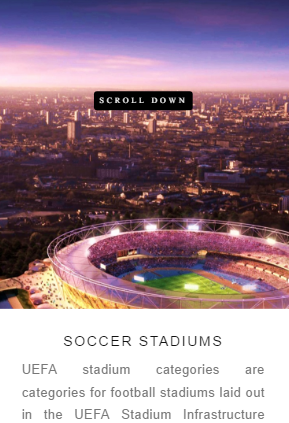 SCROLL DOWN
SOCCER STADIUMS
UEFA stadium categories are
categories for football stadiums laid out
in the UEFA Stadium Infrastructure